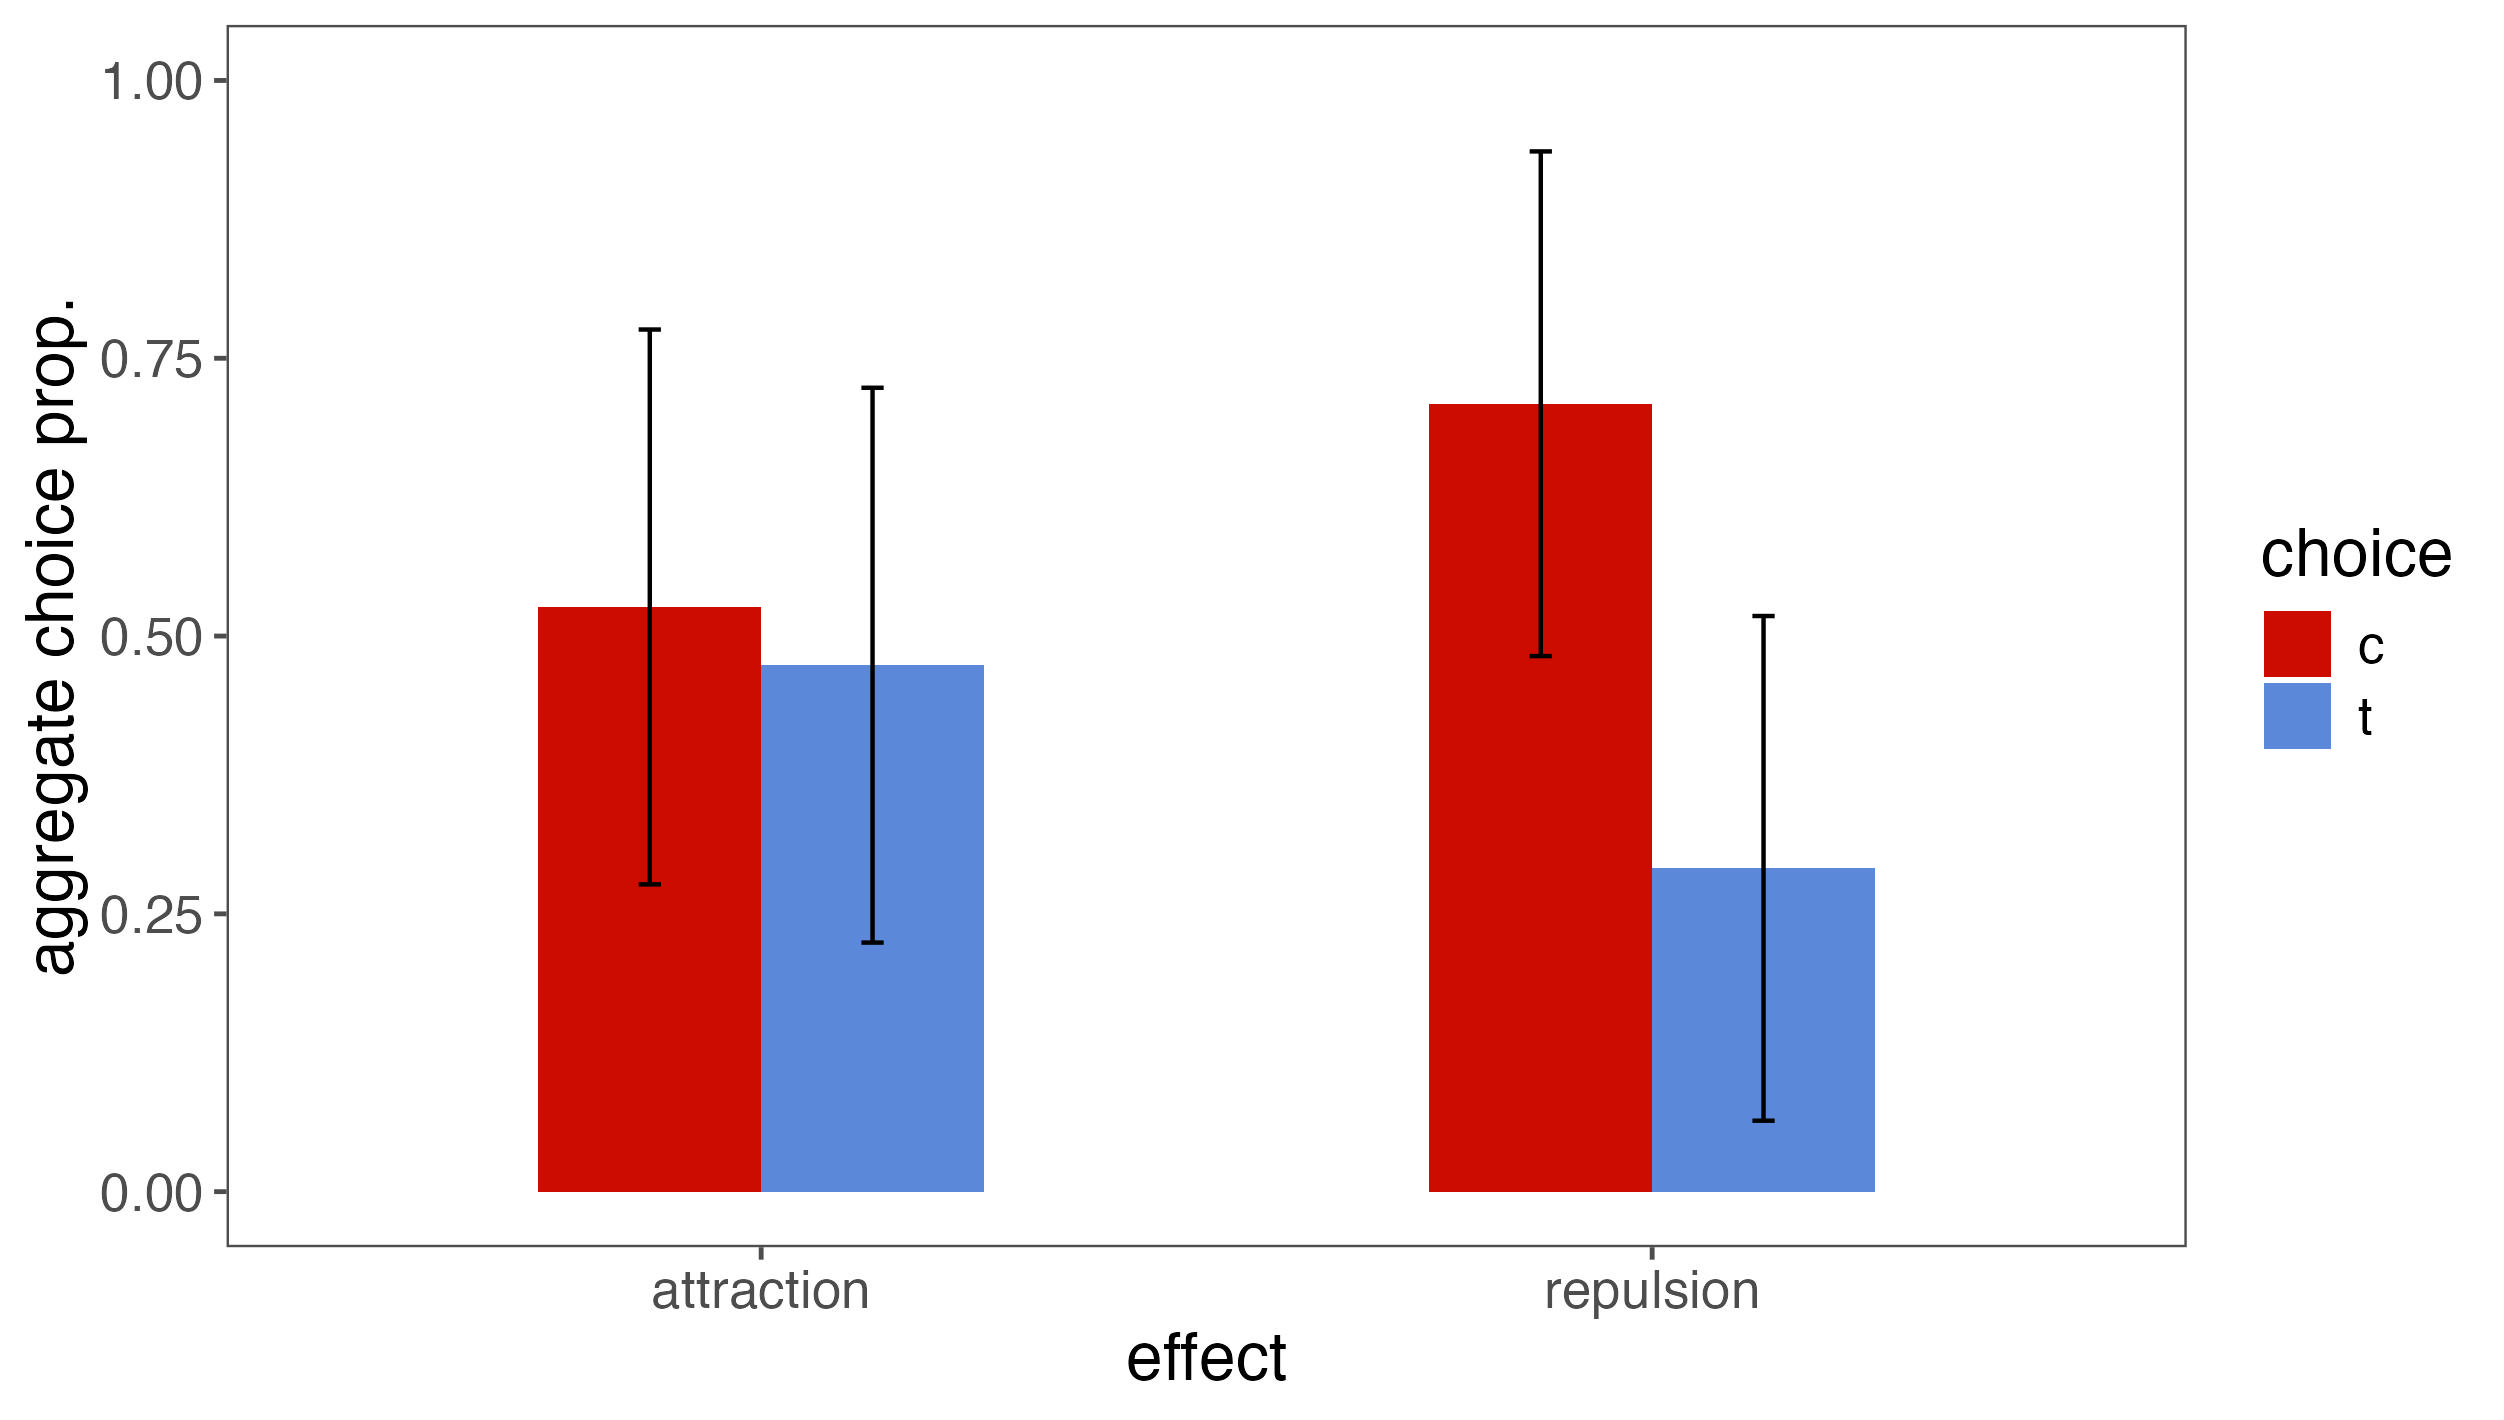 aggregate choice prop.
1.00
0.75
0.50
0.25
0.00
attraction
repulsion
effect
choice
c
t